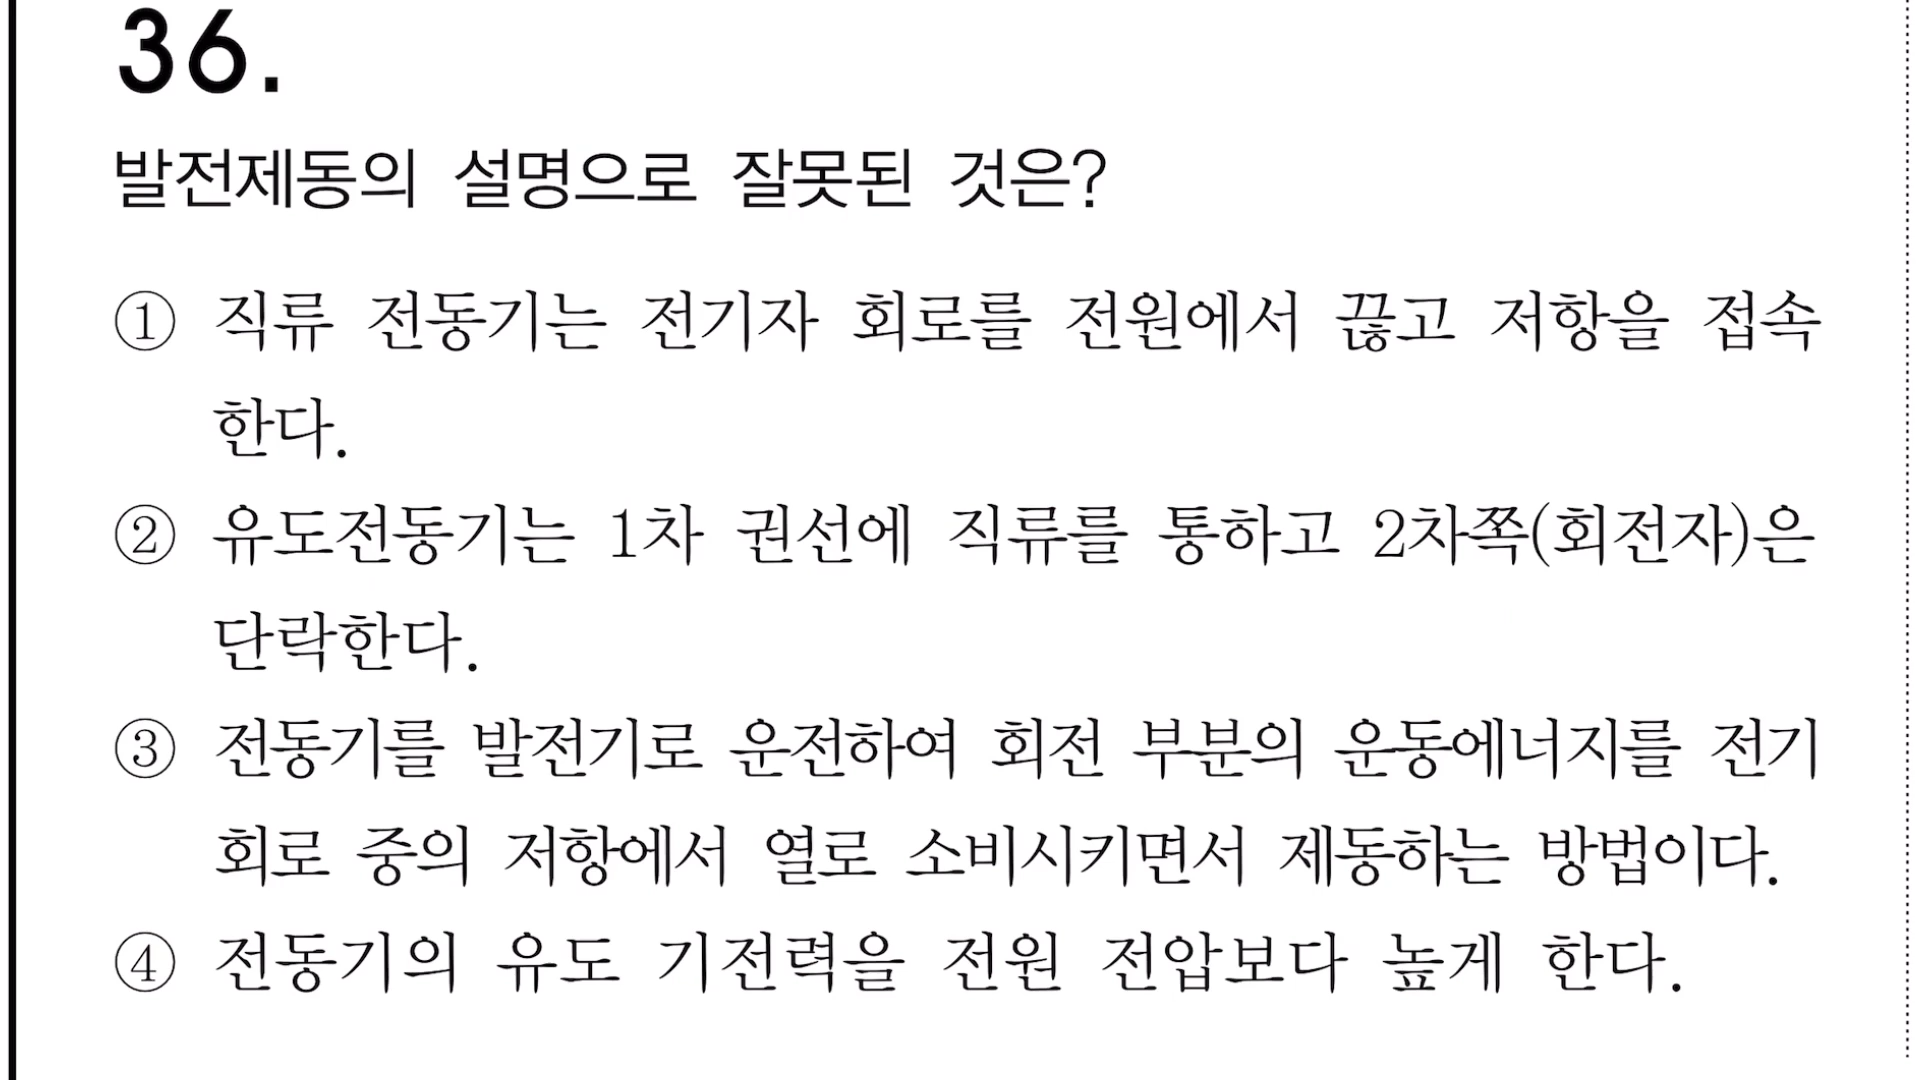 36.
발전제동의 설명으로 잘못된 것은?
① 직류 전동기는 전기자 회로를 전원에서 끊고 저항을 접속
한다.
② 유도전동기는 1차 권선에 직류를 통하고 2차쪽(회전자)은
단락한다.
③ 전동기를 발전기로 운전하여 회전 부분의 운동에너지를 전기
회로 중의 저항에서 열로 소비시키면서 제동하는 방법이다.
④ 전동기의 유도 기전력을 전원 전압보다 높게 한다.